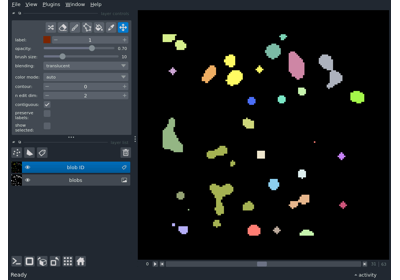 File View Plugins Window Help
label: 1
opacity: 0.70
brush size: 10
blending: translucent
color mode: auto
contour: 0
n edit dim: 2
contiguous:
preserve
labels:
show
selected:
blob ID
blobs
Ready
activity